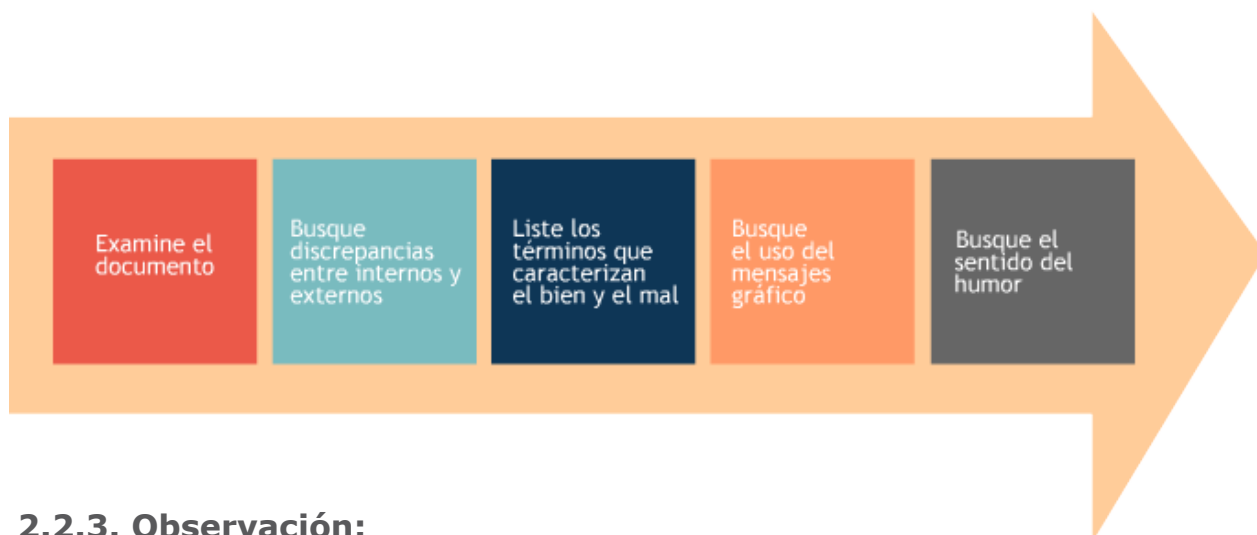 Examine el
documento
Busque
discrepancias
entre internos y
externos
Liste los
términos que
caracterizan
el bien y el mal
Busque
el uso del
mensajes
gráfico
Busque el
sentido del
humor
2.2.3. Observación: